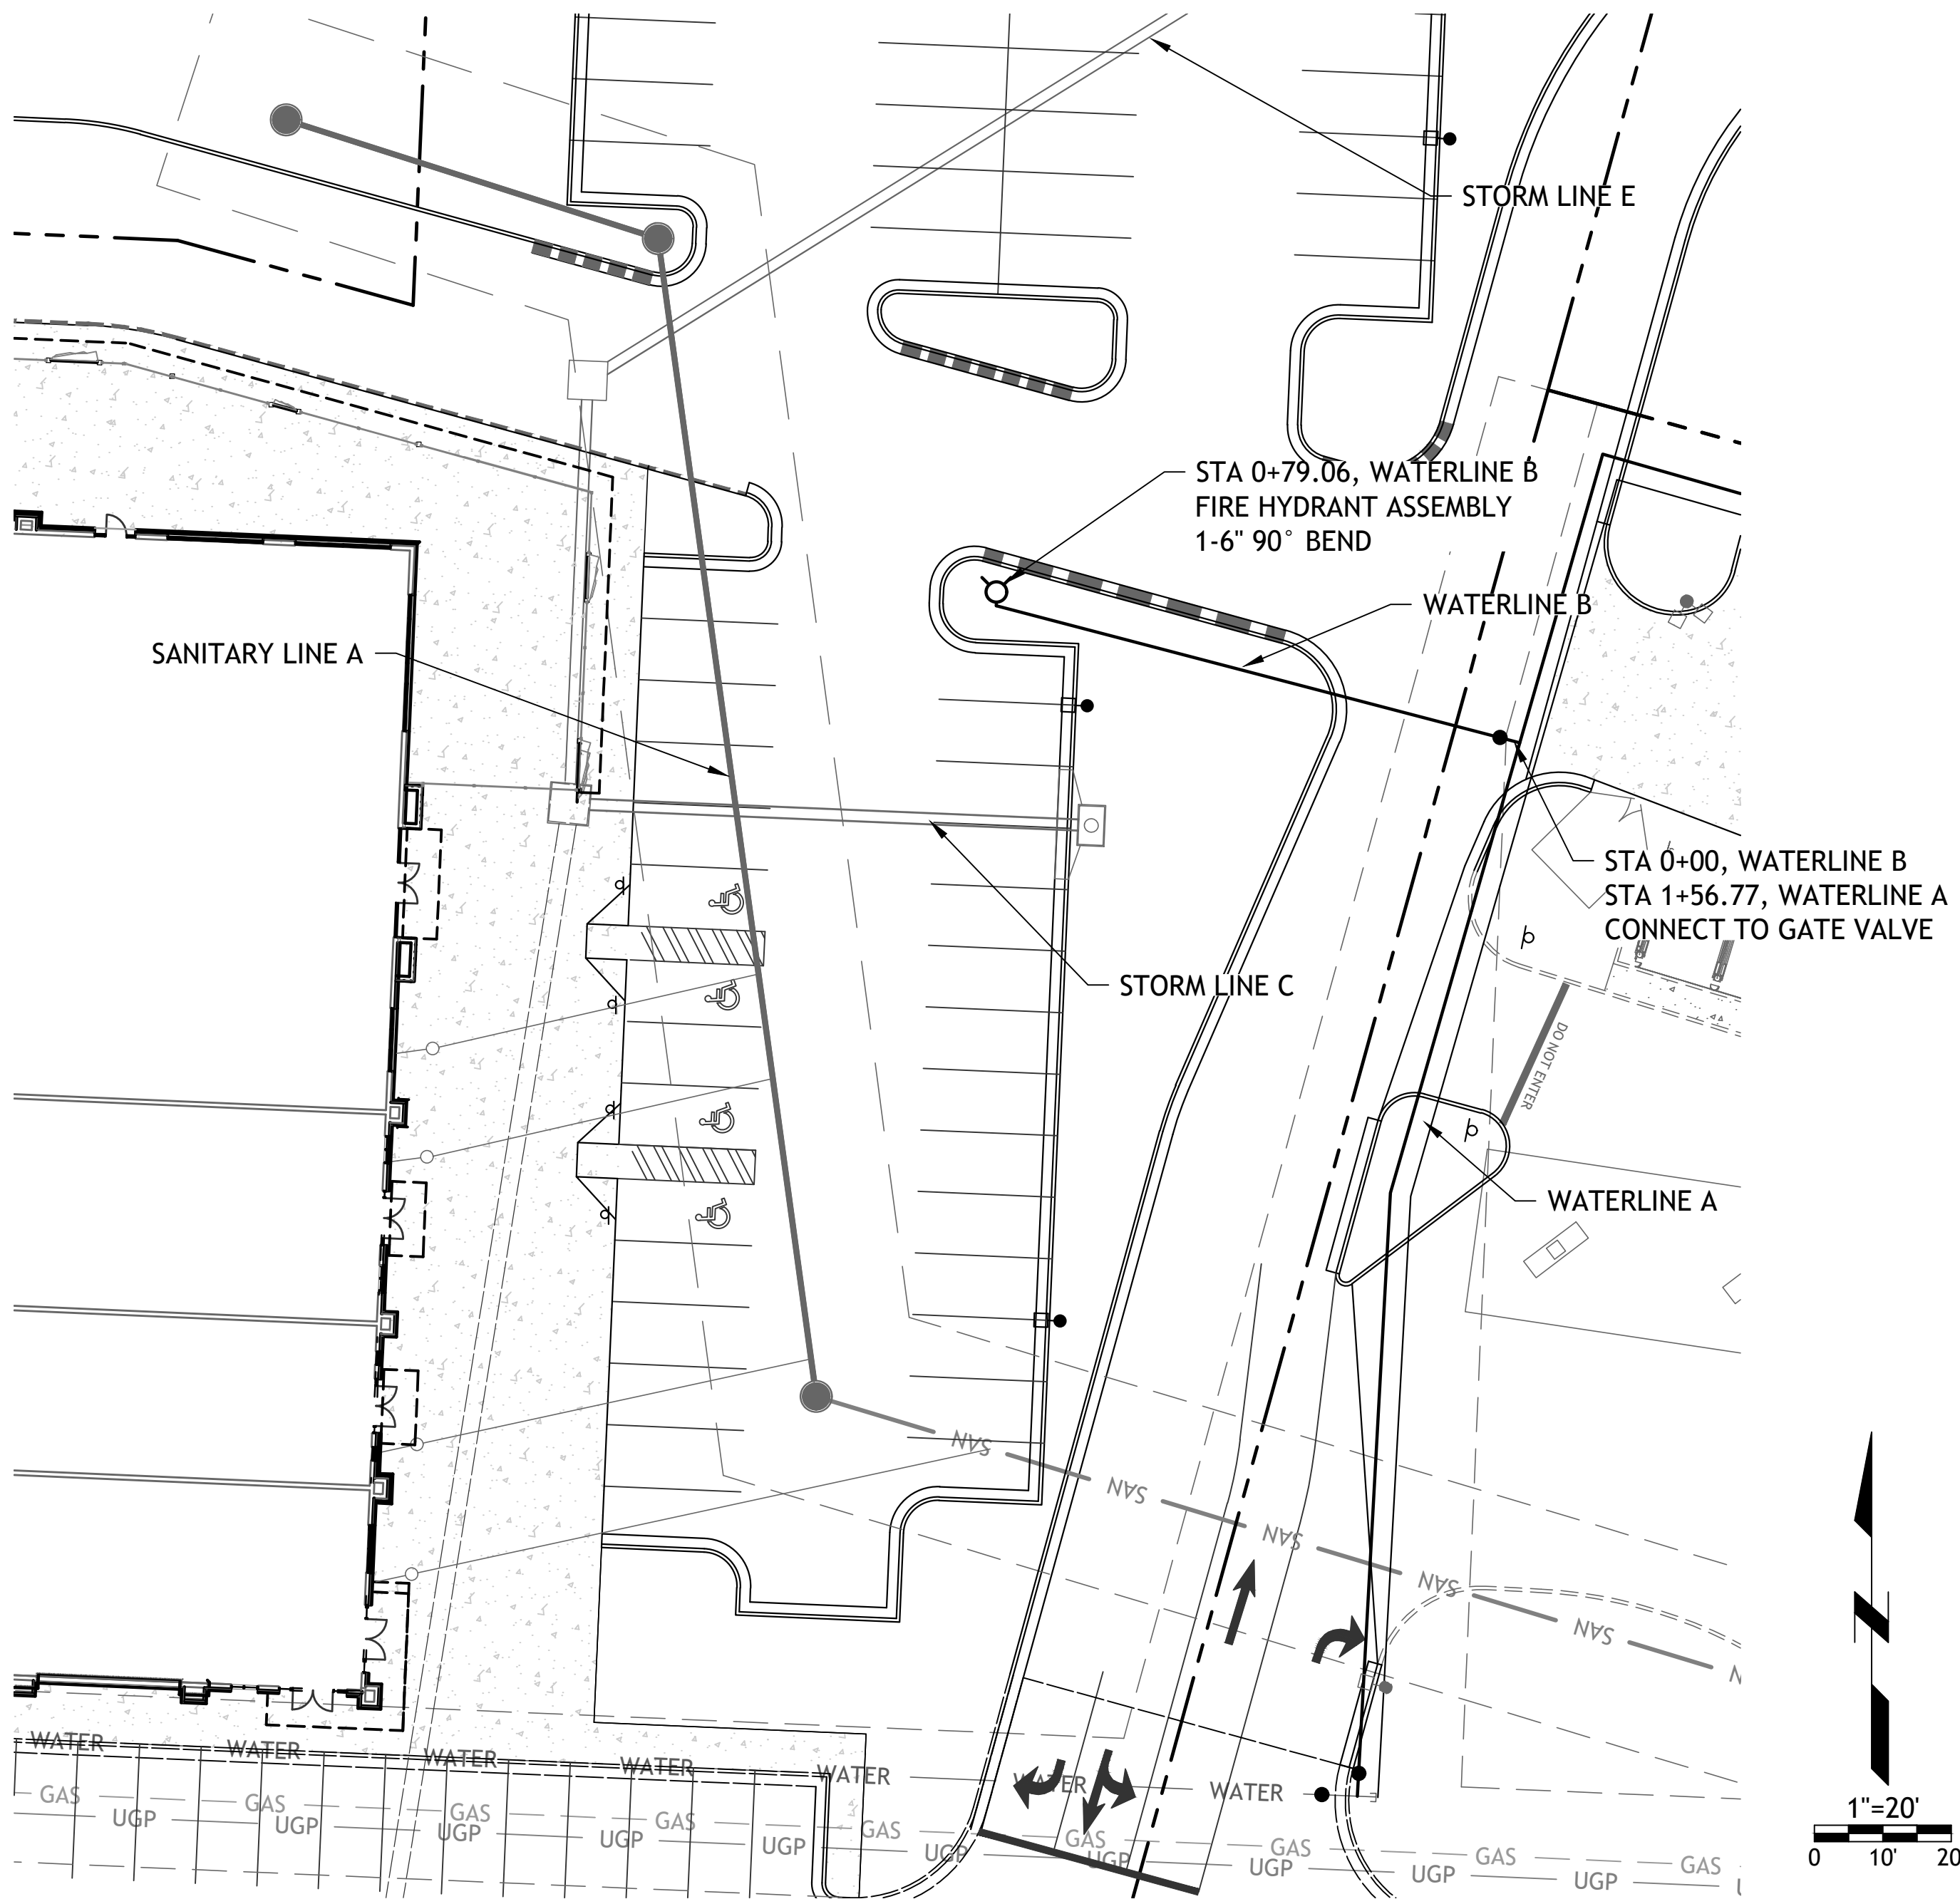 STORM LINE E
STA 0+79.06, WATERLINE B
FIRE HYDRANT ASSEMBLY
1-6" 90° BEND
WATERLINE B
SANITARY LINE A
STA 0+00, WATERLINE B
STA 1+56.77, WATERLINE A
CONNECT TO GATE VALVE
STORM LINE C
DO NOT ENTER
WATERLINE A
SAN
SAN
SAN
SAN
SAN
WATER
WATER
WATER
WATER
WATER
WATER
WATER
GAS
GAS
GAS
GAS
GAS
GAS
GAS
GAS
GAS
UGP
UGP
UGP
UGP
UGP
UGP
UGP
UGP
UGP
UGP
1"=20'
0 10' 20